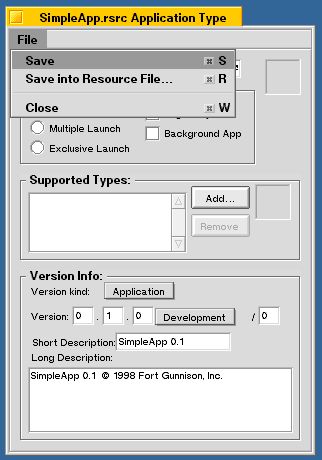 SimpleApp.rsrc Application Type
File
Save ⌘ S
Save into Resource File... ⌘ R
Close ⌘ W
Multiple Launch
Background App
Exclusive Launch
Supported Types:
Add...
Remove
Version Info:
Version kind: Application
Version: 0 . 1 . 0 Development / 0
Short Description: SimpleApp 0.1
Long Description:
SimpleApp 0.1 © 1998 Fort Gunnison, Inc.